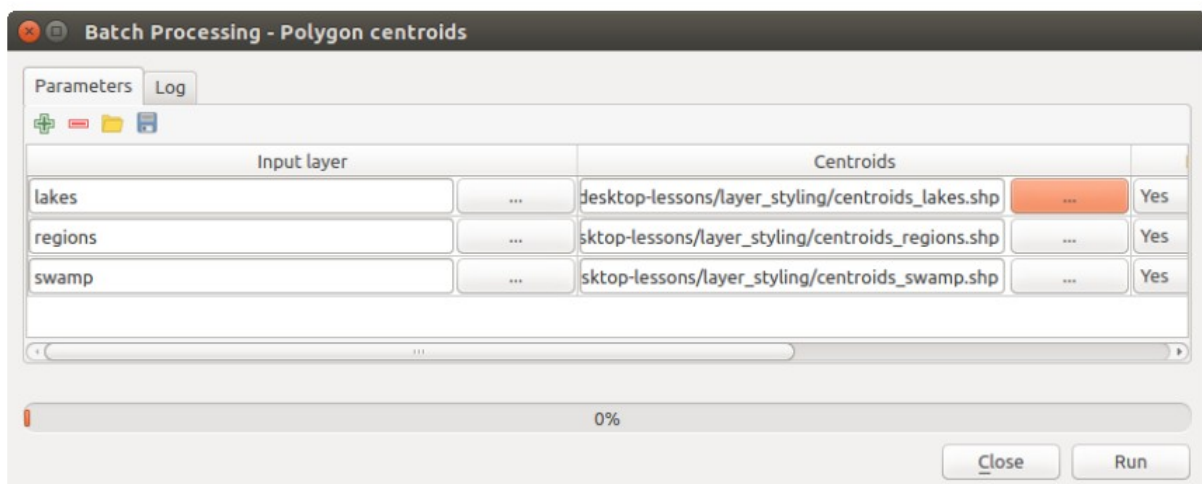 Batch Processing - Polygon centroids
Parameters Log
Input layer Centroids
lakes ... desktop-lessons/layer_styling/centroids_lakes.shp ... Yes
regions ... sktop-lessons/layer_styling/centroids_regions.shp ... Yes
swamp ... sktop-lessons/layer_styling/centroids_swamp.shp ... Yes
0%
Close Run